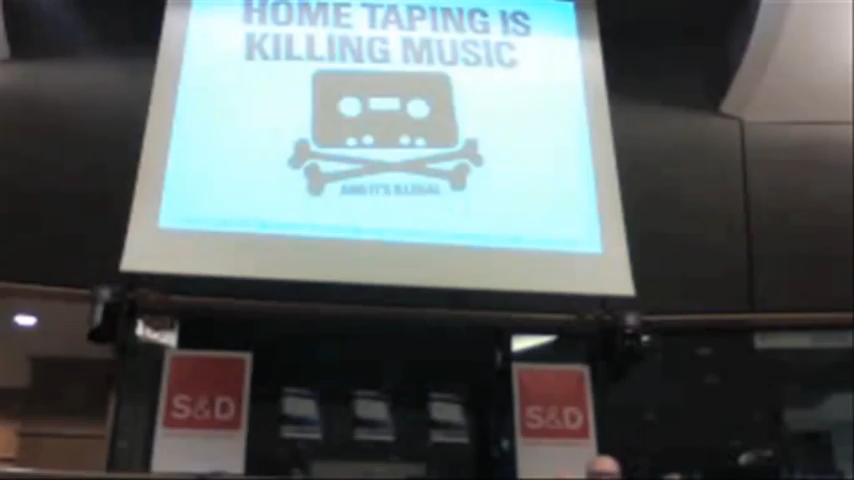 HOME TAPING IS
KILLING MUSIC
AND IT'S ILLEGAL
S&D
S&D